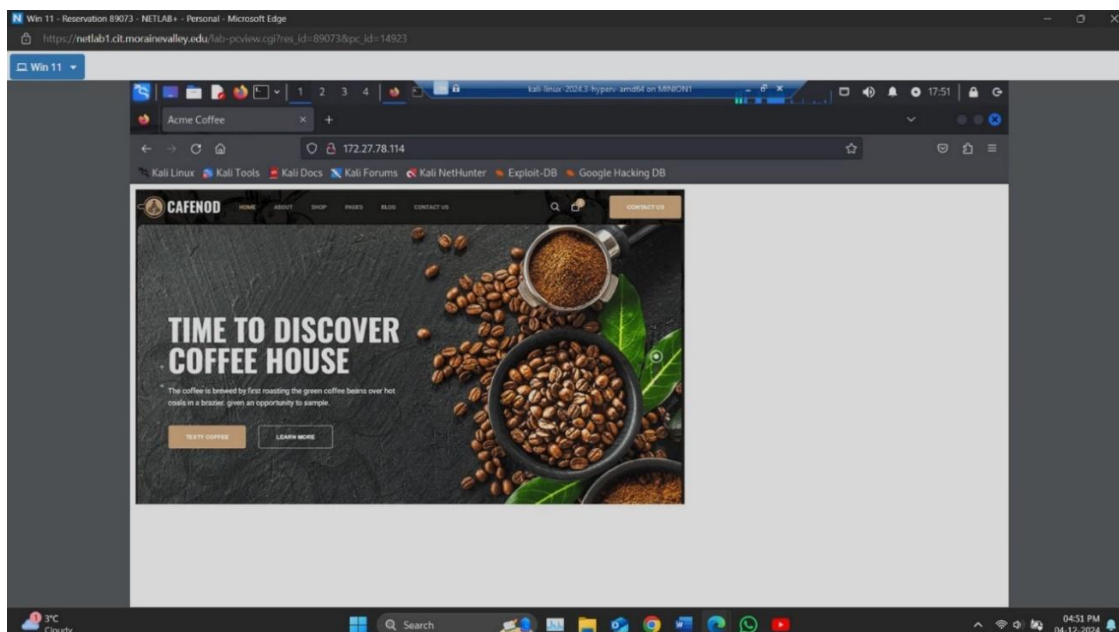 Win 11 - Reservation 89073 - NETLAB+ - Personal - Microsoft Edge
https://netlab1.cit.morainevalley.edu/lab-pcview.cgi?res_id=89073&pc_id=14923
Win 11
1 2 3 4
kali-linux-2024.3-hyperv-amd64 on MINION1
17:51
Acme Coffee
172.27.78.114
Kali Linux Kali Tools Kali Docs Kali Forums Kali NetHunter Exploit-DB Google Hacking DB
CAFENOD HOME ABOUT SHOP PAGES BLOG CONTACT US CONTACT US
TIME TO DISCOVER
COFFEE HOUSE
The coffee is brewed by first roasting the green coffee beans over hot
coals in a brazier. given an opportunity to sample.
TESTY COFFEE LEARN MORE
1
3°C
Cloudy
Search
04:51 PM
04-12-2024